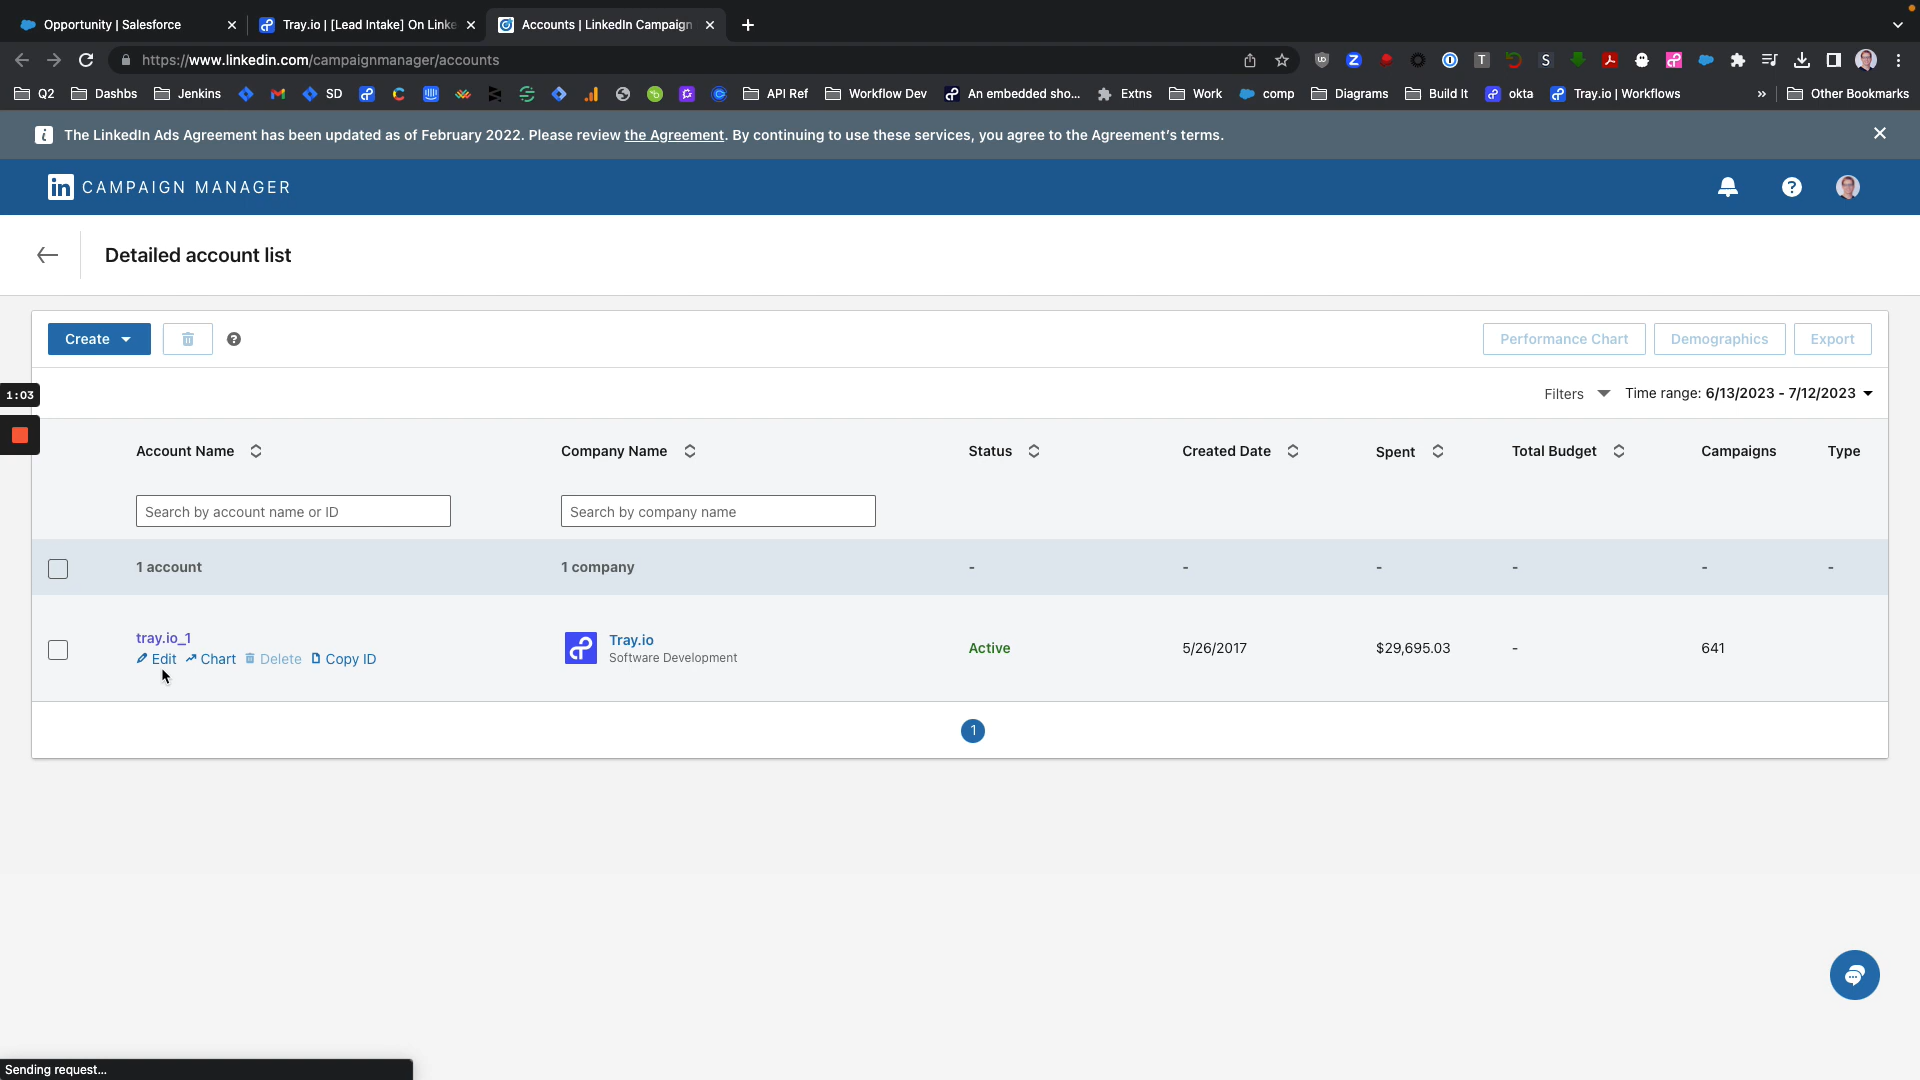 Opportunity | Salesforce
Tray.io | [Lead Intake] On Linke
Accounts | LinkedIn Campaign
https://www.linkedin.com/campaignmanager/accounts
Q2 Dashbs Jenkins SD API Ref Workflow Dev An embedded sho... Extns Work comp Diagrams Build It okta Tray.io | Workflows » Other Bookmarks
The LinkedIn Ads Agreement has been updated as of February 2022. Please review the Agreement. By continuing to use these services, you agree to the Agreement's terms.
in CAMPAIGN MANAGER
Detailed account list
Create
Performance Chart Demographics Export
1:03
Filters Time range: 6/13/2023 - 7/12/2023
Account Name Company Name Status Created Date Spent Total Budget Campaigns Type
Search by account name or ID Search by company name
1 account 1 company - - - - - -
tray.io_1 Tray.io
Edit Chart Delete Copy ID Software Development
Active 5/26/2017 $29,695.03 - 641
1
Sending request...